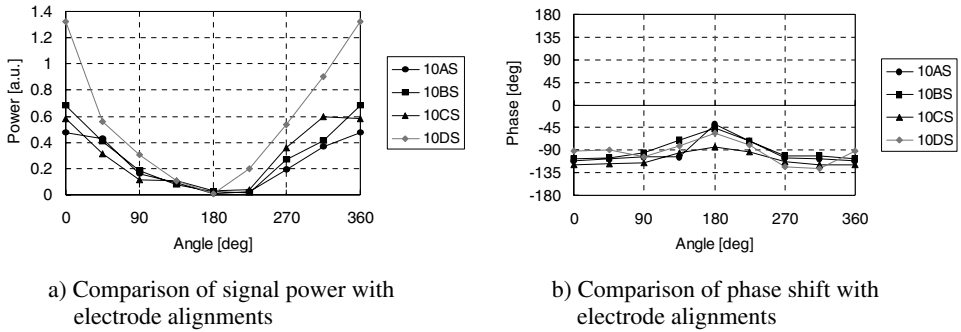 1.4
1.2
1
0.8
0.6
0.4
0.2
0
Power [a.u.]
0 90 180 270 360
Angle [deg]
10AS
10BS
10CS
10DS
a) Comparison of signal power with
electrode alignments
180
135
90
45
0
-45
-90
-135
-180
Phase [deg]
0 90 180 270 360
Angle [deg]
10AS
10BS
10CS
10DS
b) Comparison of phase shift with
electrode alignments